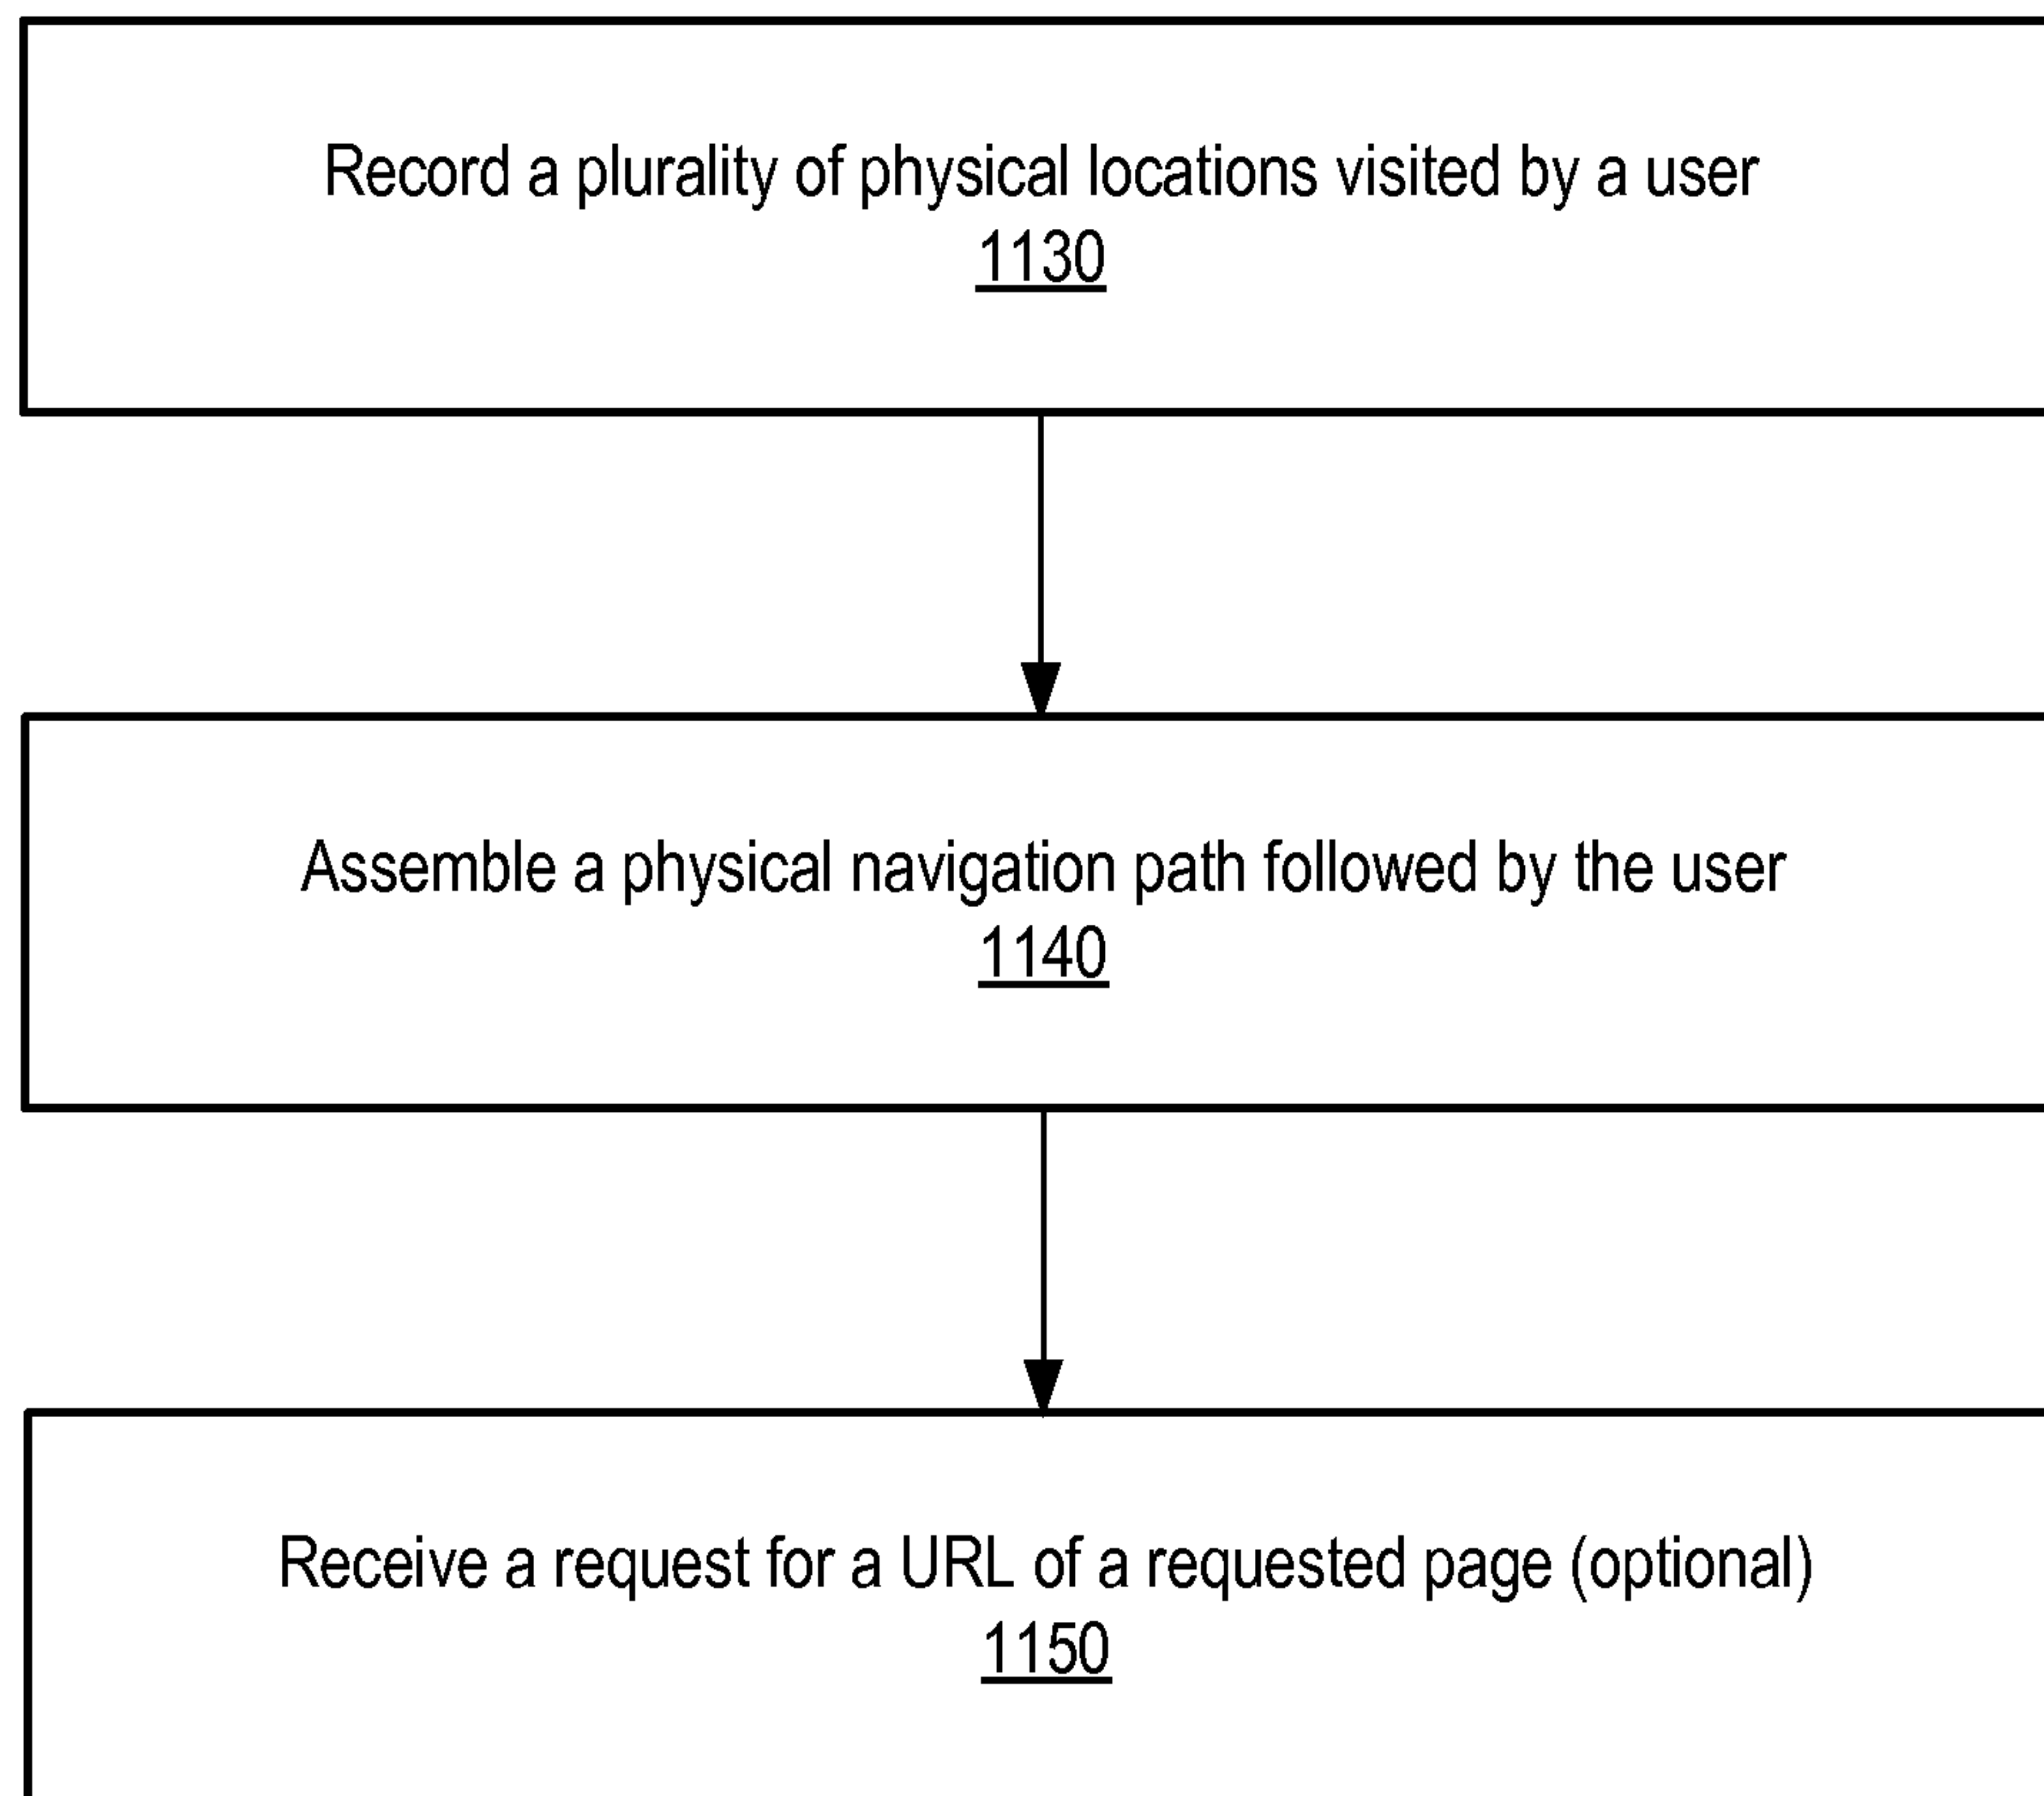 Record a plurality of physical locations visited by a user
1130
Assemble a physical navigation path followed by the user
1140
Receive a request for a URL of a requested page (optional)
1150